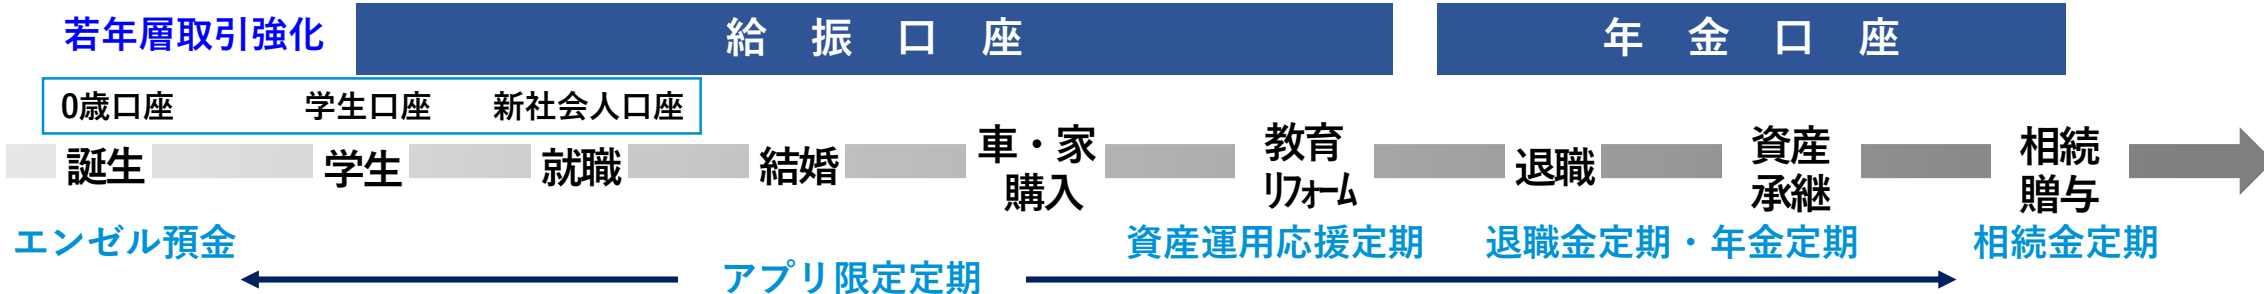 若年層取引強化
給振口座
年金口座
0歳口座 学生口座 新社会人口座
誕生
学生
就職
結婚
車・家
購入
教育
リフォーム
退職
資産
承継
相続
贈与
エンゼル預金
資産運用応援定期
退職金定期・年金定期
相続金定期
アプリ限定定期